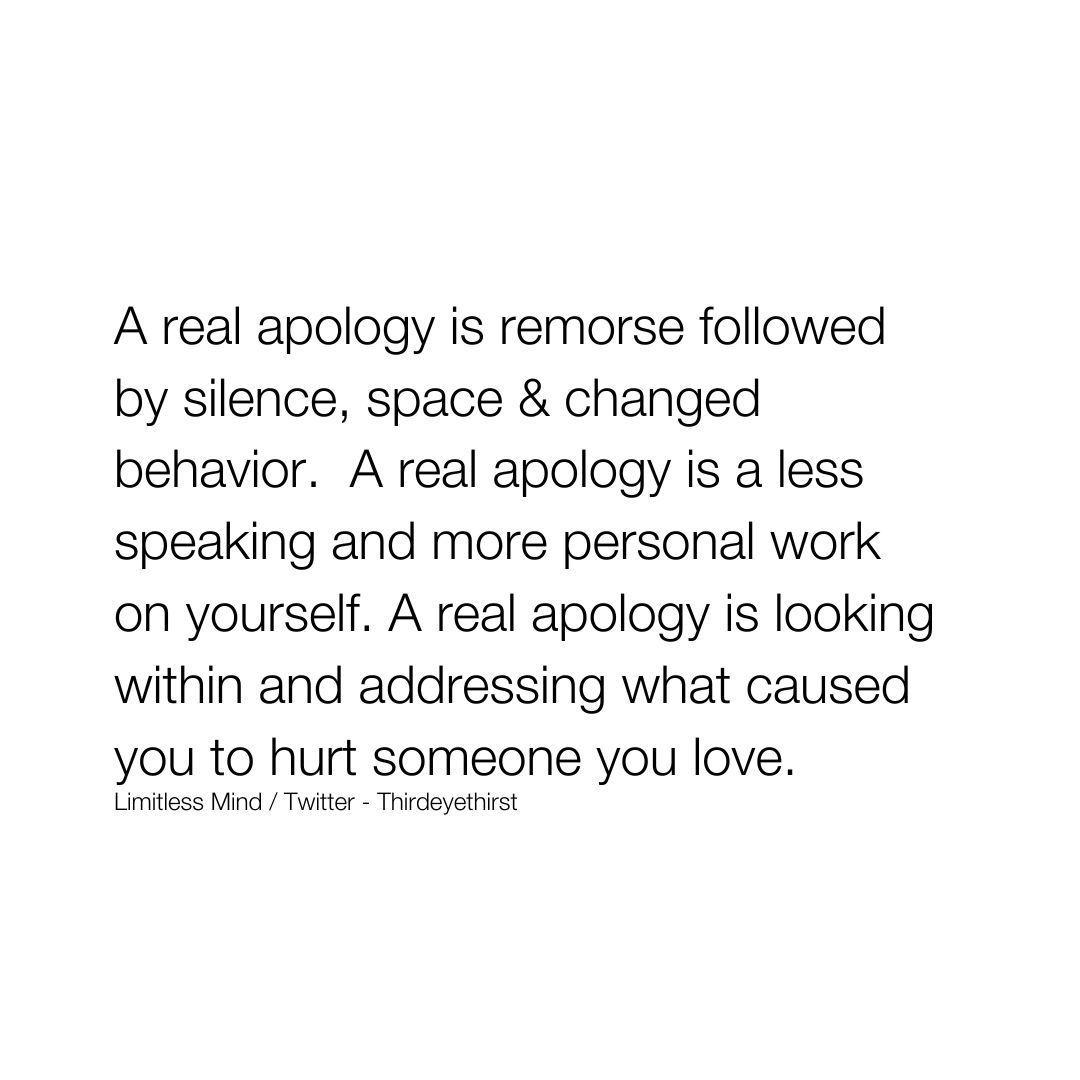 A real apology is remorse followed
by silence, space & changed
behavior.  A real apology is a less
speaking and more personal work
on yourself. A real apology is looking
within and addressing what caused
you to hurt someone you love.
Limitless Mind / Twitter - Thirdeyethirst